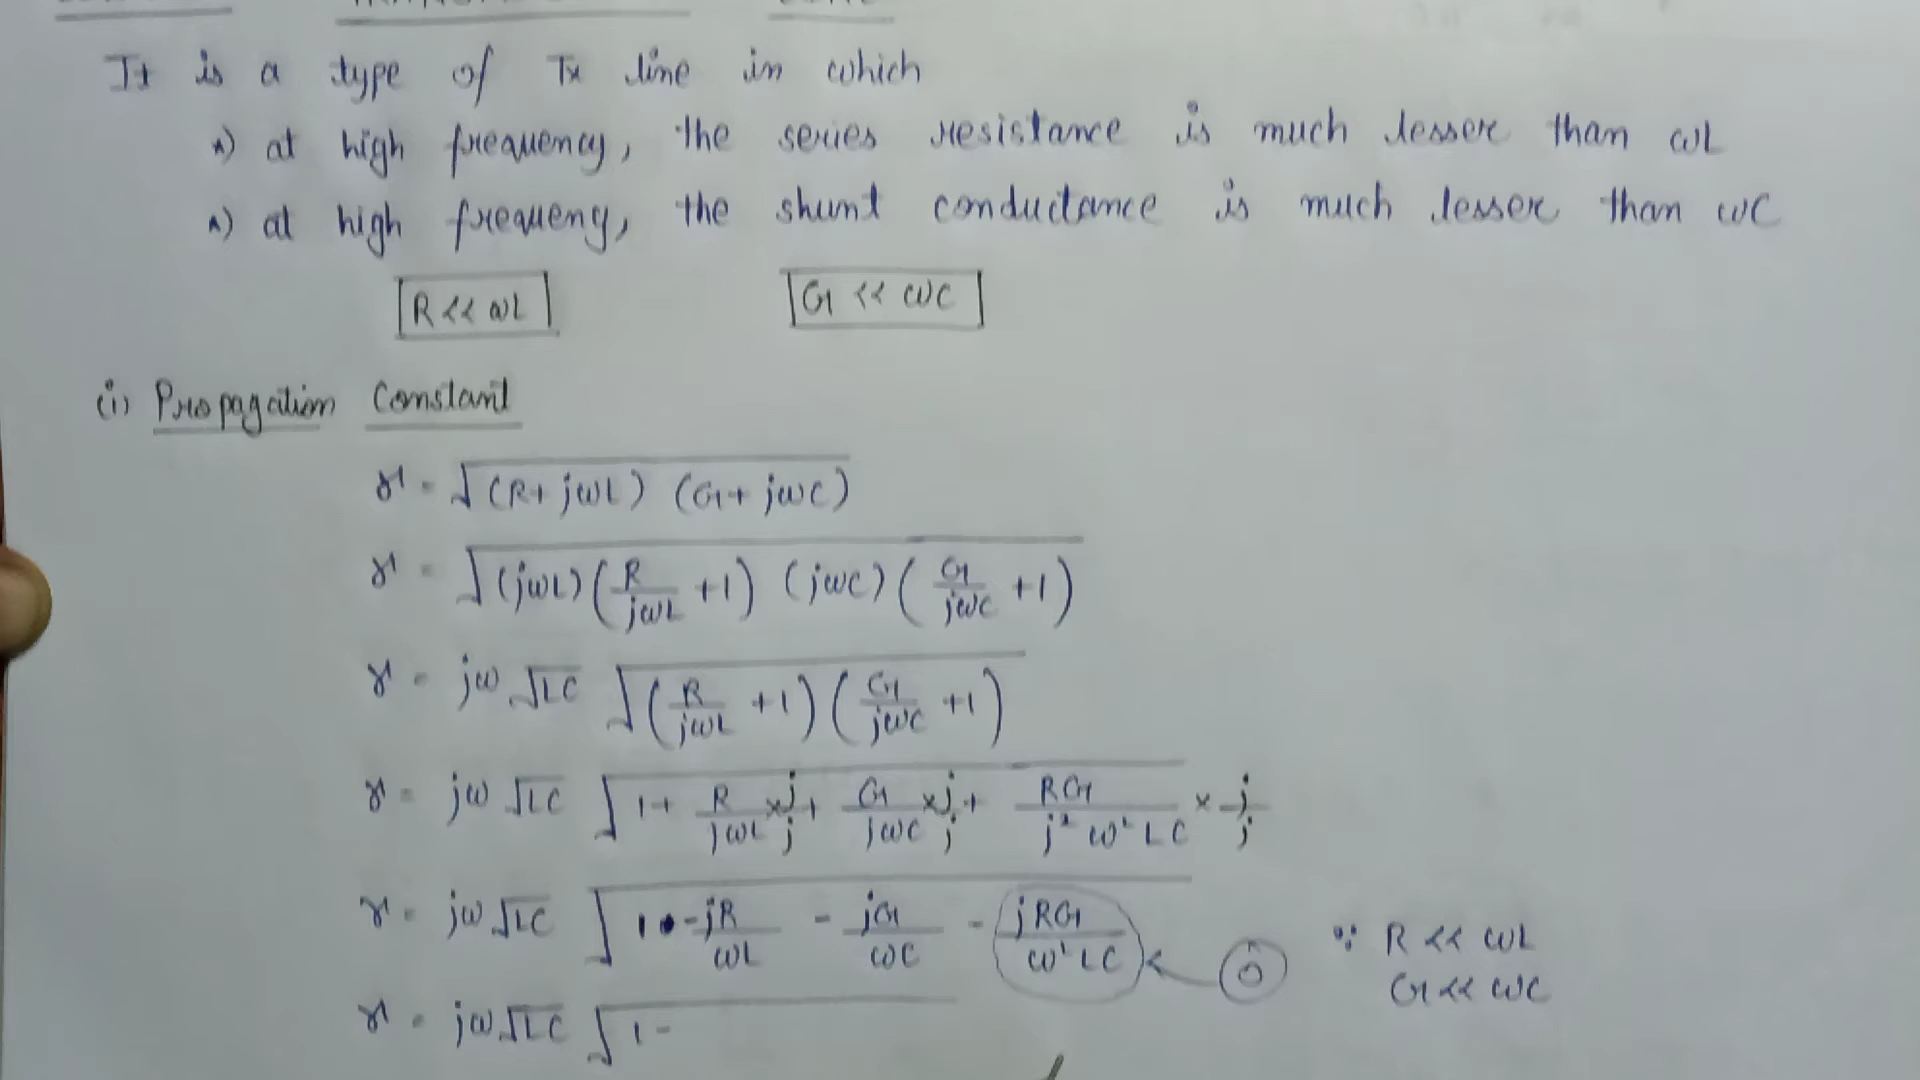 It is a type of Tx line in which
*) at high frequency, the series resistance is much lesser than ωL
*) at high frequeny, the shunt conductance is much lesser than ωC
R << ωL G << ωC
(i) Propagation Constant
γ = √(R+jωL) (G+jωC)
γ = √(jωL) (R/jωL +1) (jωC) (G/jωC +1)
γ = jω √LC √(R/jωL +1) (G/jωC +1)
γ = jω √LC √1+ R/jωL × j/j + G/jωC × j/j + RG/j²ω²LC × j/j
γ = jω √LC √1 - jR/ωL - jG/ωC - jRG/ω²LC ← 0 ∵ R << ωL
G << ωC
γ = jω √LC √1 -